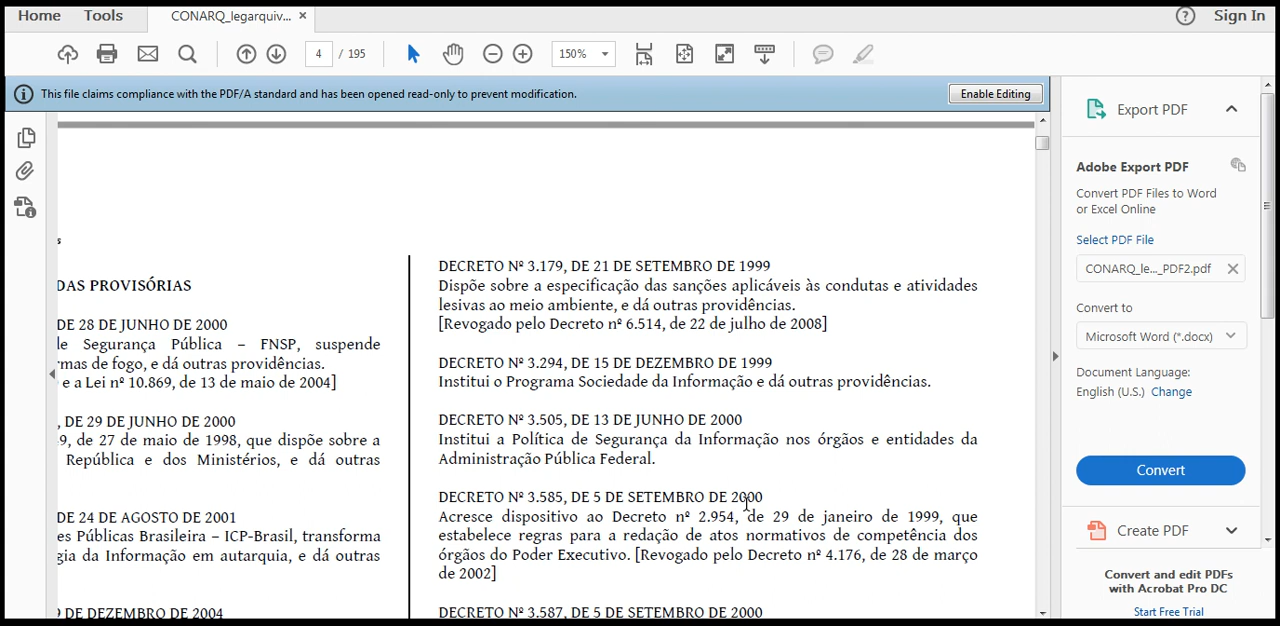 Home Tools CONARQ_legarquiv... × Sign In
4 / 195 150%
This file claims compliance with the PDF/A standard and has been opened read-only to prevent modification. Enable Editing
s
DAS PROVISÓRIAS
DE 28 DE JUNHO DE 2000
de Segurança Pública – FNSP, suspende
rmas de fogo, e dá outras providências.
e a Lei nº 10.869, de 13 de maio de 2004]
, DE 29 DE JUNHO DE 2000
9, de 27 de maio de 1998, que dispõe sobre a
República e dos Ministérios, e dá outras
DE 24 DE AGOSTO DE 2001
es Públicas Brasileira – ICP-Brasil, transforma
gia da Informação em autarquia, e dá outras
9 DE DEZEMBRO DE 2004
DECRETO Nº 3.179, DE 21 DE SETEMBRO DE 1999
Dispõe sobre a especificação das sanções aplicáveis às condutas e atividades
lesivas ao meio ambiente, e dá outras providências.
[Revogado pelo Decreto nº 6.514, de 22 de julho de 2008]
DECRETO Nº 3.294, DE 15 DE DEZEMBRO DE 1999
Institui o Programa Sociedade da Informação e dá outras providências.
DECRETO Nº 3.505, DE 13 DE JUNHO DE 2000
Institui a Política de Segurança da Informação nos órgãos e entidades da
Administração Pública Federal.
DECRETO Nº 3.585, DE 5 DE SETEMBRO DE 2000
Acresce dispositivo ao Decreto nº 2.954, de 29 de janeiro de 1999, que
estabelece regras para a redação de atos normativos de competência dos
órgãos do Poder Executivo. [Revogado pelo Decreto nº 4.176, de 28 de março
de 2002]
DECRETO Nº 3.587, DE 5 DE SETEMBRO DE 2000
Export PDF
Adobe Export PDF
Convert PDF Files to Word
or Excel Online
Select PDF File
CONARQ_le..._PDF2.pdf ×
Convert to
Microsoft Word (*.docx)
Document Language:
English (U.S.) Change
Convert
Create PDF
Convert and edit PDFs
with Acrobat Pro DC
Start Free Trial